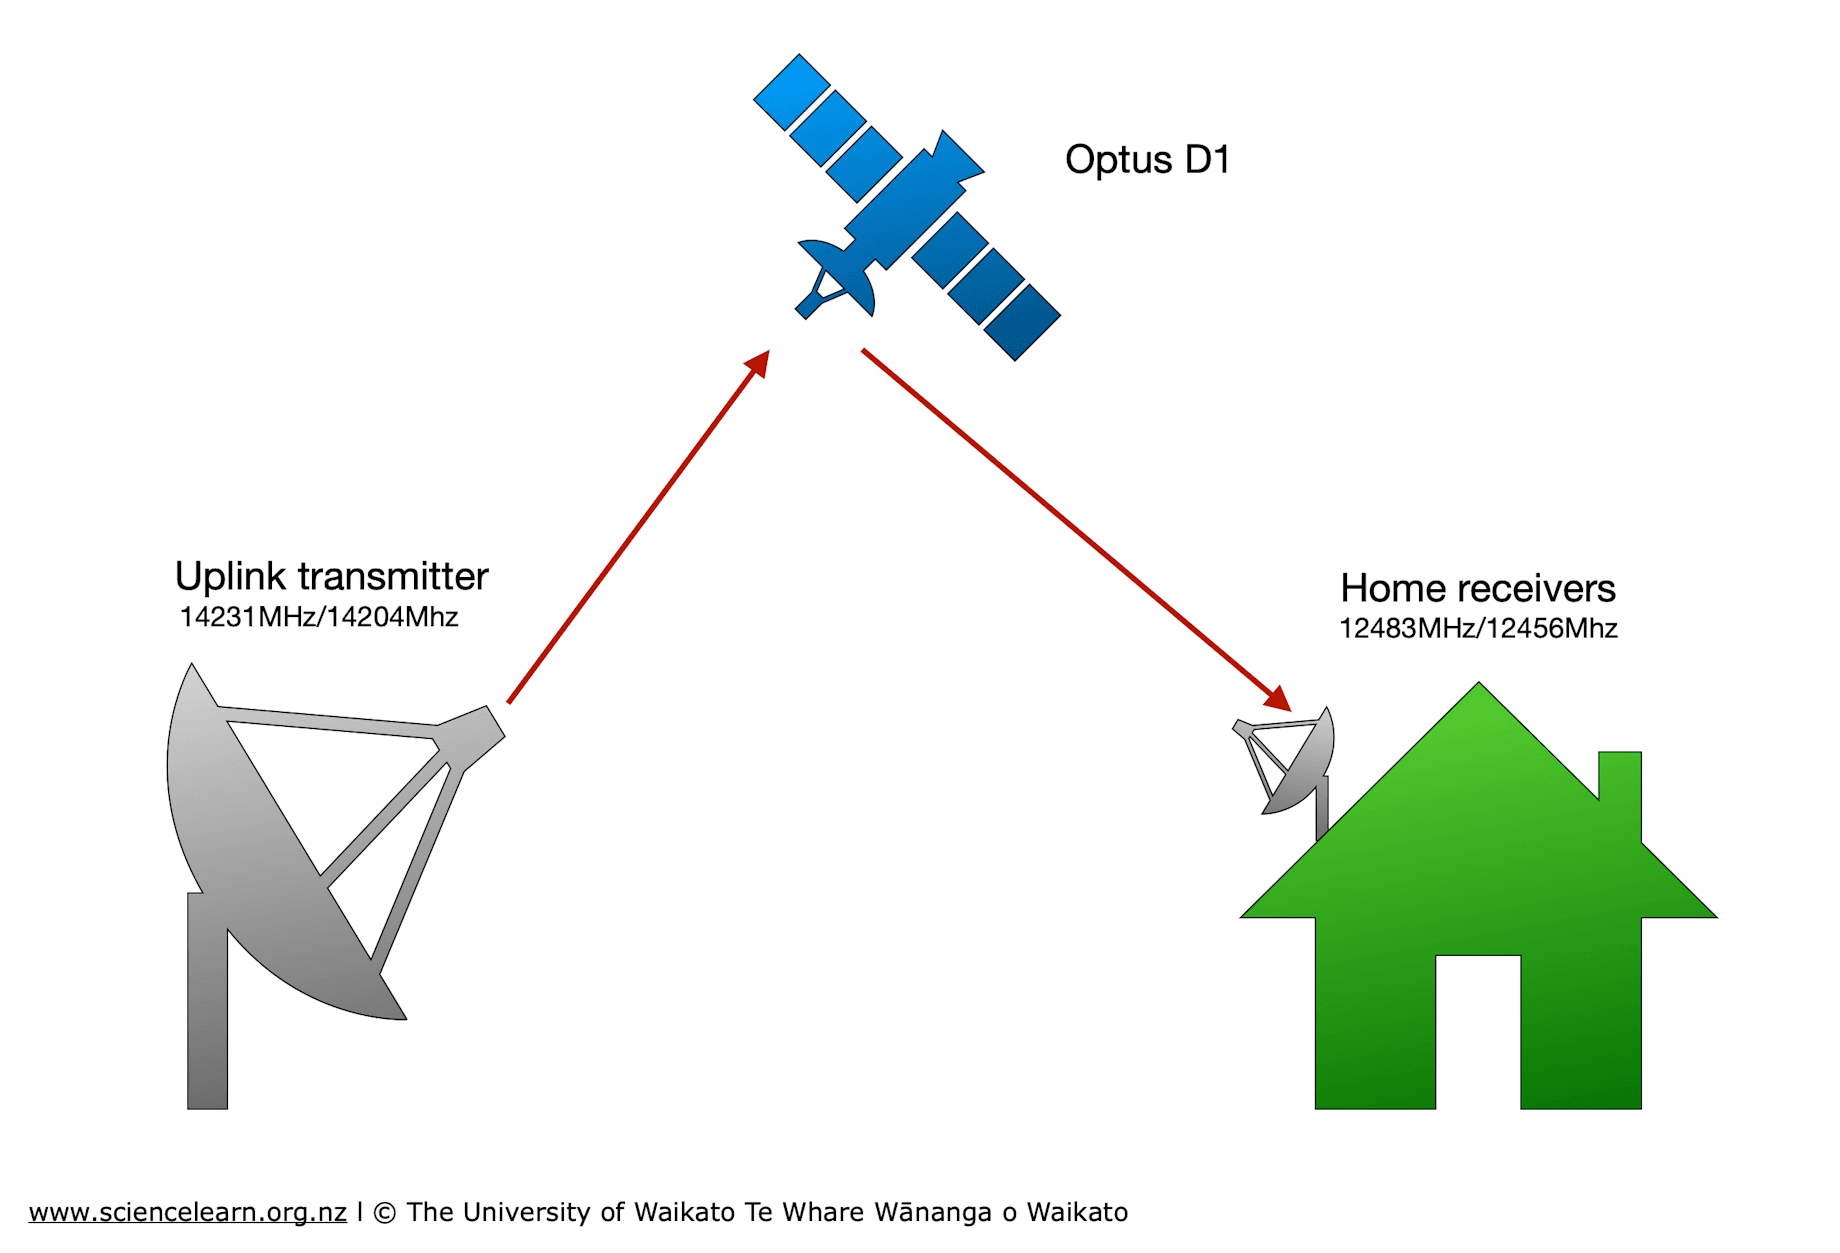 Optus D1
Uplink transmitter
14231MHz/14204Mhz
Home receivers
12483MHz/12456Mhz
www.sciencelearn.org.nz l © The University of Waikato Te Whare Wānanga o Waikato